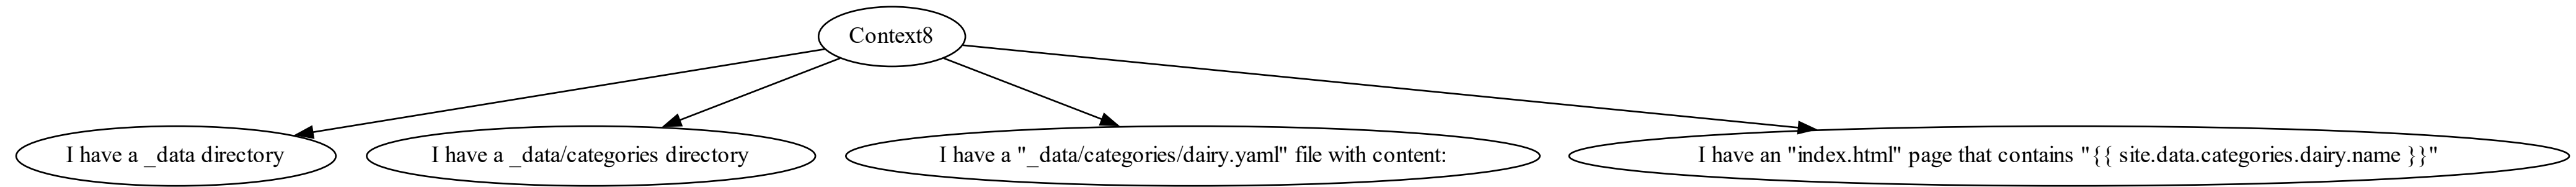 Context8
I have a _data directory
I have a _data/categories directory
I have a "_data/categories/dairy.yaml" file with content:
I have an "index.html" page that contains "{{ site.data.categories.dairy.name }}"